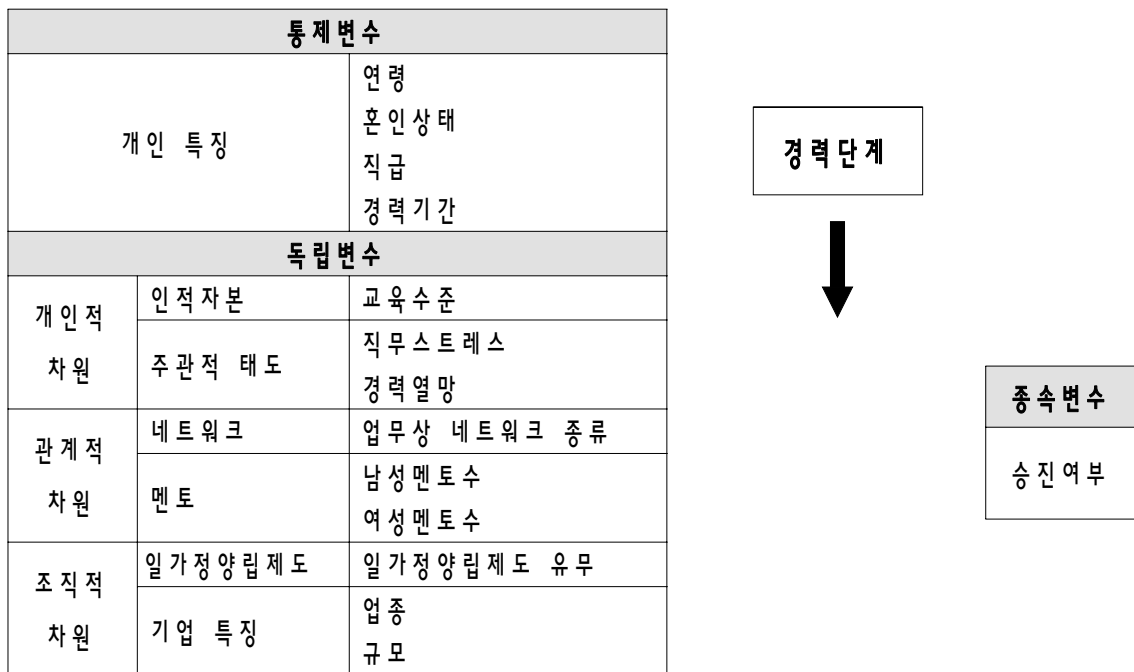 통제변수
개인 특징
연령
혼인상태
직급
경력기간
독립변수
개인적
차원
인적자본
교육수준
주관적 태도
직무스트레스
경력열망
관계적
차원
네트워크
업무상 네트워크 종류
멘토
남성멘토수
여성멘토수
조직적
차원
일가정양립제도
일가정양립제도 유무
기업 특징
업종
규모
경력단계
종속변수
승진여부